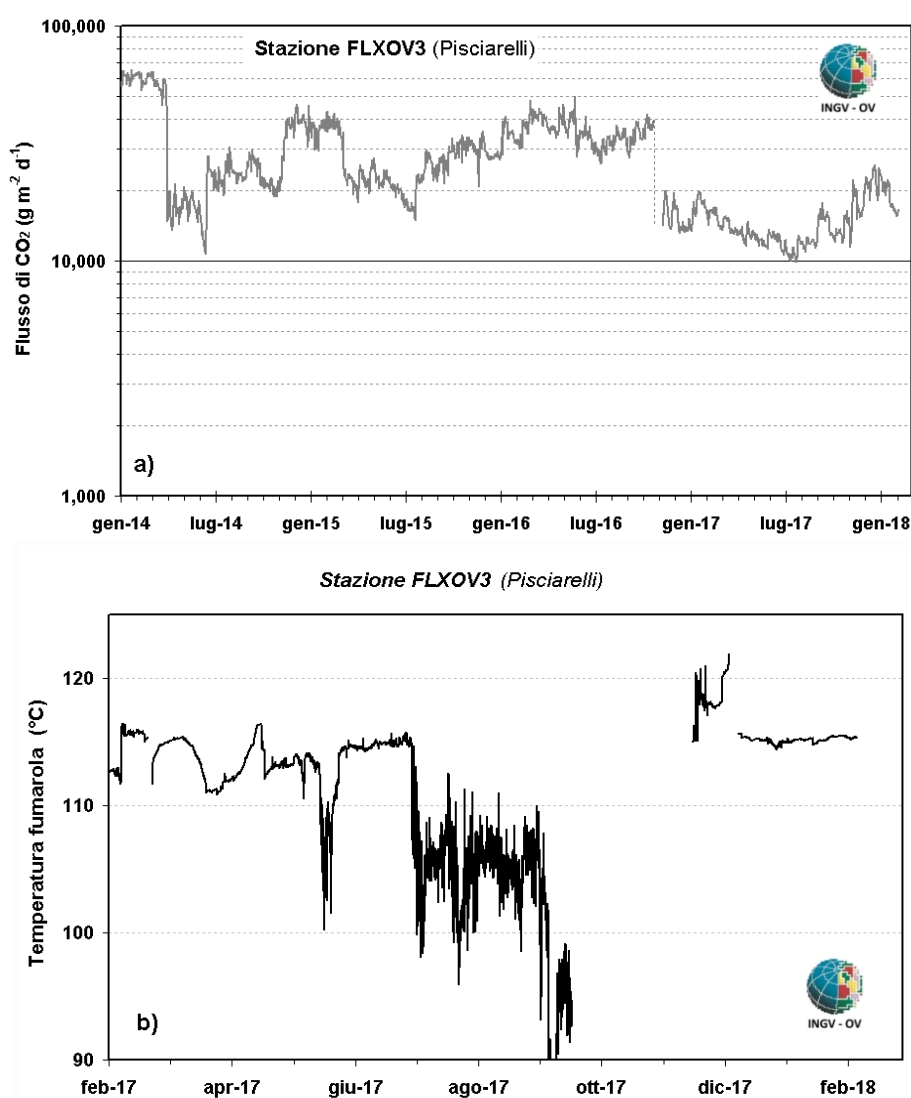 100,000
Stazione FLXOV3 (Pisciarelli)
INGV - OV
Flusso di CO2 (g m-2 d-1)
10,000
a)
1,000
gen-14 lug-14 gen-15 lug-15 gen-16 lug-16 gen-17 lug-17 gen-18
Stazione FLXOV3 (Pisciarelli)
120
110
Temperatura fumarola (°C)
100
INGV - OV
b)
90
feb-17 apr-17 giu-17 ago-17 ott-17 dic-17 feb-18